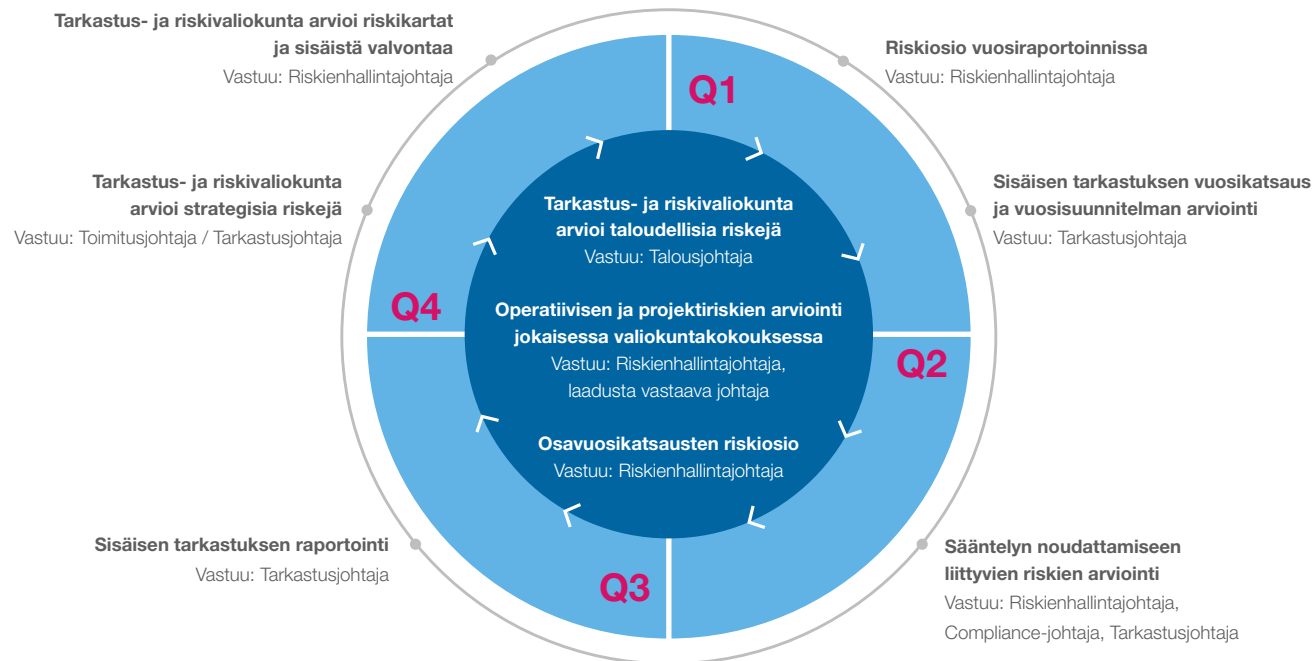 Tarkastus- ja riskivaliokunta arvioi riskikartat
ja sisäistä valvontaa
Vastuu: Riskienhallintajohtaja
Riskiosio vuosiraportoinnissa
Vastuu: Riskienhallintajohtaja
Q1
Tarkastus- ja riskivaliokunta
arvioi strategisia riskejä
Vastuu: Toimitusjohtaja / Tarkastusjohtaja
Sisäisen tarkastuksen vuosikatsaus
ja vuosisuunnitelman arviointi
Vastuu: Tarkastusjohtaja
Tarkastus- ja riskivaliokunta
arvioi taloudellisia riskejä
Vastuu: Talousjohtaja
Operatiivisen ja projektiriskien arviointi
jokaisessa valiokuntakokouksessa
Vastuu: Riskienhallintajohtaja,
laadusta vastaava johtaja
Osavuosikatsausten riskiosio
Vastuu: Riskienhallintajohtaja
Q4
Q2
Sisäisen tarkastuksen raportointi
Vastuu: Tarkastusjohtaja
Q3
Sääntelyn noudattamiseen
liittyvien riskien arviointi
Vastuu: Riskienhallintajohtaja,
Compliance-johtaja, Tarkastusjohtaja